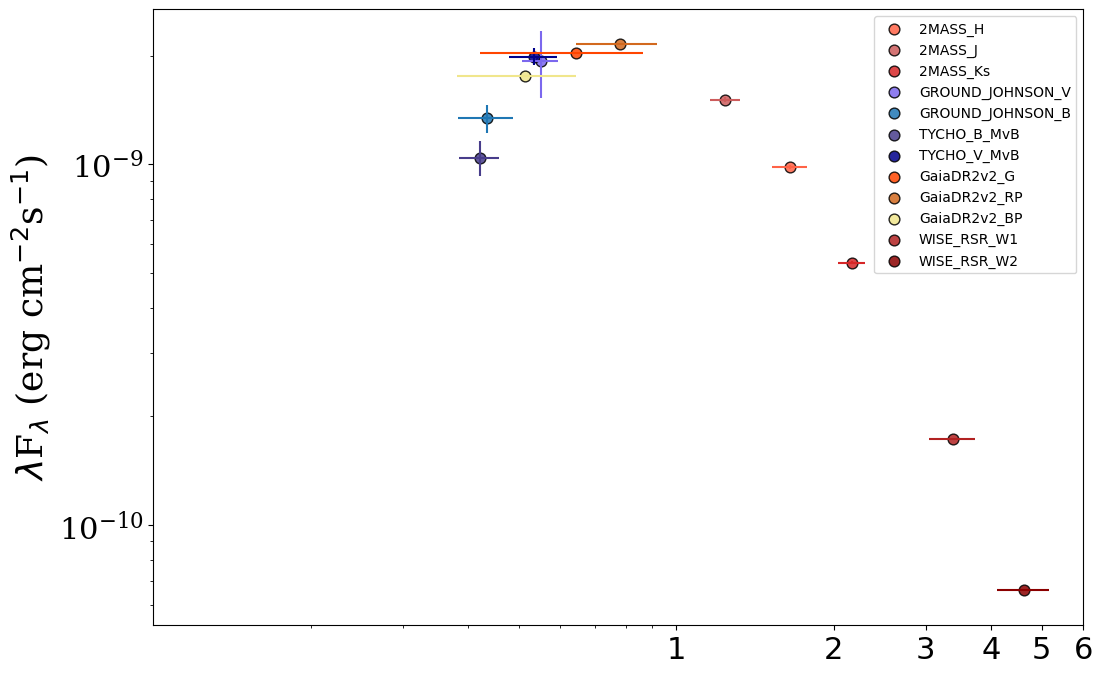 λF_λ (erg cm⁻²s⁻¹)
10⁻⁹
10⁻¹⁰
2MASS_H
2MASS_J
2MASS_Ks
GROUND_JOHNSON_V
GROUND_JOHNSON_B
TYCHO_B_MvB
TYCHO_V_MvB
GaiaDR2v2_G
GaiaDR2v2_RP
GaiaDR2v2_BP
WISE_RSR_W1
WISE_RSR_W2
1 2 3 4 5 6